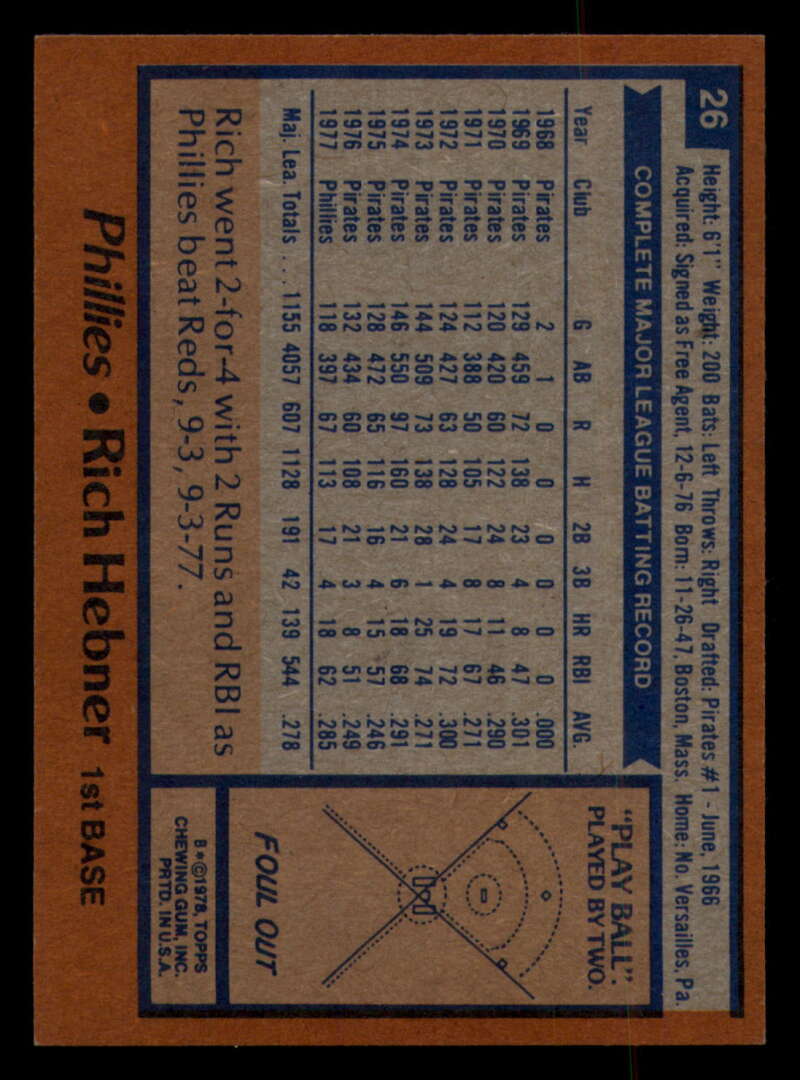 26
Height: 6'1" Weight: 200 Bats: Left Throws: Right Drafted: Pirates #1 - June, 1966
Acquired: Signed as Free Agent, 12-6-76 Born: 11-26-47, Boston, Mass. Home: No. Versailles, Pa.
COMPLETE MAJOR LEAGUE BATTING RECORD
Year Club G AB R H 2B 3B HR RBI AVG.
1968 Pirates 2 1 0 0 0 0 0 0 .000
1969 Pirates 129 459 72 138 23 4 8 47 .301
1970 Pirates 120 420 60 122 24 8 11 46 .290
1971 Pirates 112 388 50 105 17 8 17 67 .271
1972 Pirates 124 427 63 128 24 4 19 72 .300
1973 Pirates 144 509 73 138 28 1 25 74 .271
1974 Pirates 146 550 97 160 21 6 18 68 .291
1975 Pirates 128 472 65 116 16 4 15 57 .246
1976 Pirates 132 434 60 108 21 3 8 51 .249
1977 Phillies 118 397 67 113 17 4 18 62 .285
Maj. Lea. Totals . . . 1155 4057 607 1128 191 42 139 544 .278
Rich went 2-for-4 with 2 Runs and RBI as
Phillies beat Reds, 9-3, 9-3-77.
"PLAY BALL".
PLAYED BY TWO.
FOUL OUT
B*©1978, TOPPS
CHEWING GUM, INC.
PRTD. IN U.S.A.
Phillies • Rich Hebner 1st BASE